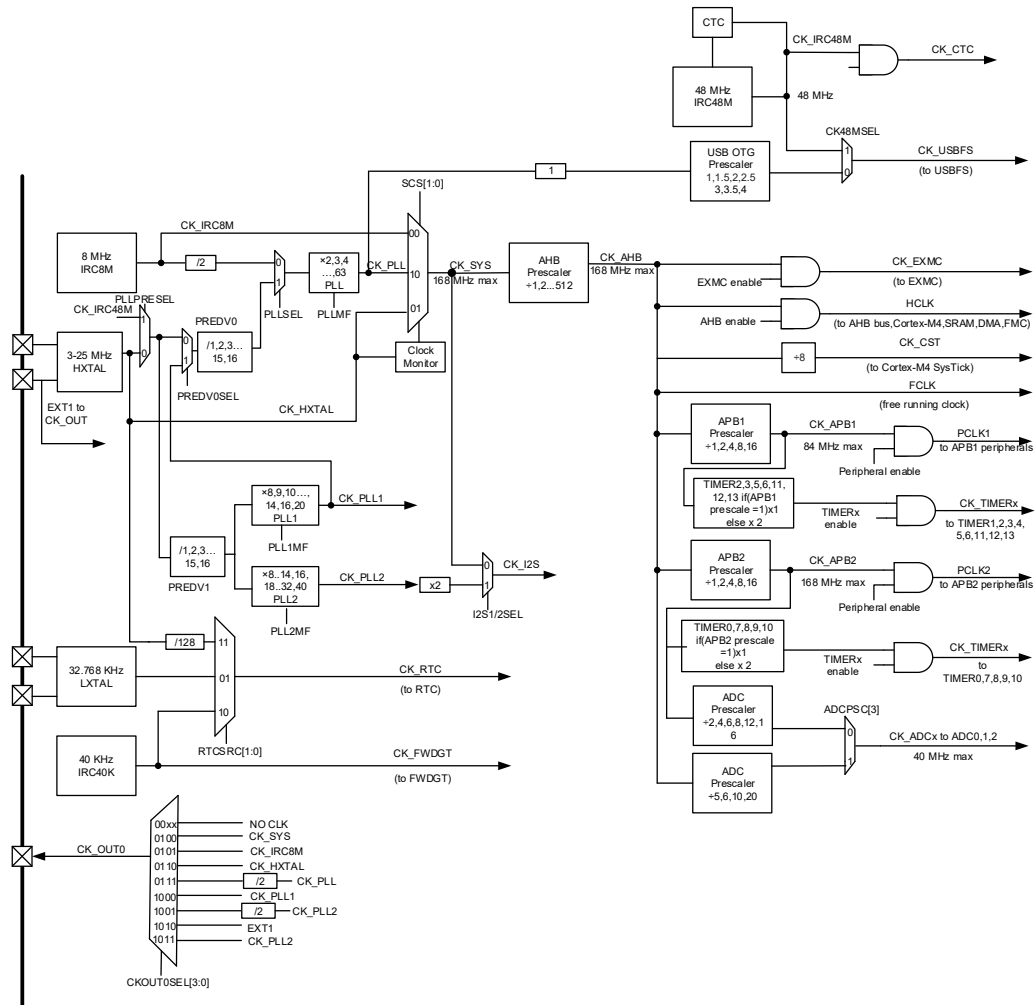 CTC
CK_IRC48M
CK_CTC
48 MHz
IRC48M
48 MHz
CK48MSEL
1
0
CK_USBFS
(to USBFS)
USB OTG
Prescaler
1,1.5,2,2.5
3,3.5,4
1
SCS[1:0]
CK_IRC8M
8 MHz
IRC8M
/2
0
1
PLLSEL
×2,3,4
…,63
PLL
PLLMF
CK_PLL
00
10
01
CK_SYS
168 MHz max
AHB
Prescaler
÷1,2...512
CK_AHB
168 MHz max
EXMC enable
CK_EXMC
(to EXMC)
HCLK
AHB enable
(to AHB bus,Cortex-M4,SRAM,DMA,FMC)
CK_CST
÷8
(to Cortex-M4 SysTick)
FCLK
(free running clock)
PLLPRESEL
CK_IRC48M
1
0
PREDV0
0
1
/1,2,3…
15,16
PREDV0SEL
3-25 MHz
HXTAL
Clock
Monitor
EXT1 to
CK_OUT
CK_HXTAL
APB1
Prescaler
÷1,2,4,8,16
CK_APB1
84 MHz max
Peripheral enable
PCLK1
to APB1 peripherals
TIMER2,3,5,6,11,
12,13 if(APB1
prescale =1)x1
else x 2
TIMERx
enable
CK_TIMERx
to TIMER1,2,3,4,
5,6,11,12,13
×8,9,10…,
14,16,20
PLL1
CK_PLL1
PLL1MF
/1,2,3…
15,16
PREDV1
×8..14,16,
18..32,40
PLL2
CK_PLL2
PLL2MF
x2
0
1
CK_I2S
I2S1/2SEL
APB2
Prescaler
÷1,2,4,8,16
CK_APB2
168 MHz max
Peripheral enable
PCLK2
to APB2 peripherals
TIMER0,7,8,9,10
if(APB2 prescale
=1)x1
else x 2
TIMERx
enable
CK_TIMERx
to
TIMER0,7,8,9,10
/128
11
01
10
32.768 KHz
LXTAL
CK_RTC
(to RTC)
RTCSRC[1:0]
40 KHz
IRC40K
CK_FWDGT
(to FWDGT)
ADC
Prescaler
÷2,4,6,8,12,1
6
ADCPSC[3]
0
1
CK_ADCx to ADC0,1,2
40 MHz max
ADC
Prescaler
÷5,6,10,20
CK_OUT0
00xx NO CLK
0100 CK_SYS
0101 CK_IRC8M
0110 CK_HXTAL
0111 /2 CK_PLL
1000 CK_PLL1
1001 /2 CK_PLL2
1010 EXT1
1011 CK_PLL2
CKOUT0SEL[3:0]